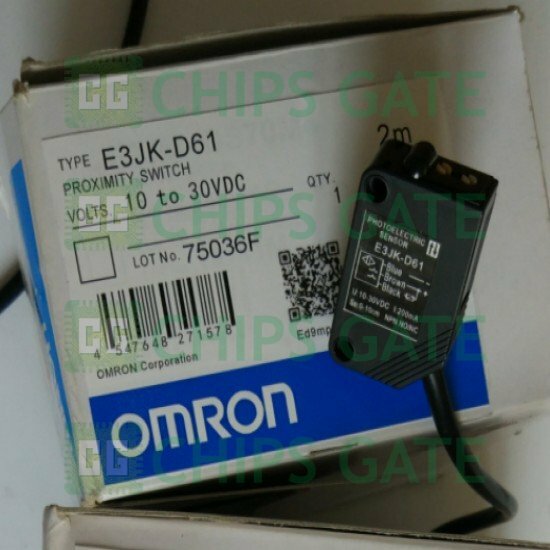 CHIPS GATE
2m
TYPE E3JK-D61
PROXIMITY SWITCH
VOLTS. 10 to 30VDC
QTY.
1
LOT No. 75036F
4 547648 271578
Ed9mp
OMRON Corporation
OMRON
PHOTOELECTRIC
SENSOR
E3JK-D61
Blue
Brown
Black
CHIPS GATE
CHIPS GATE
CHIPS GATE